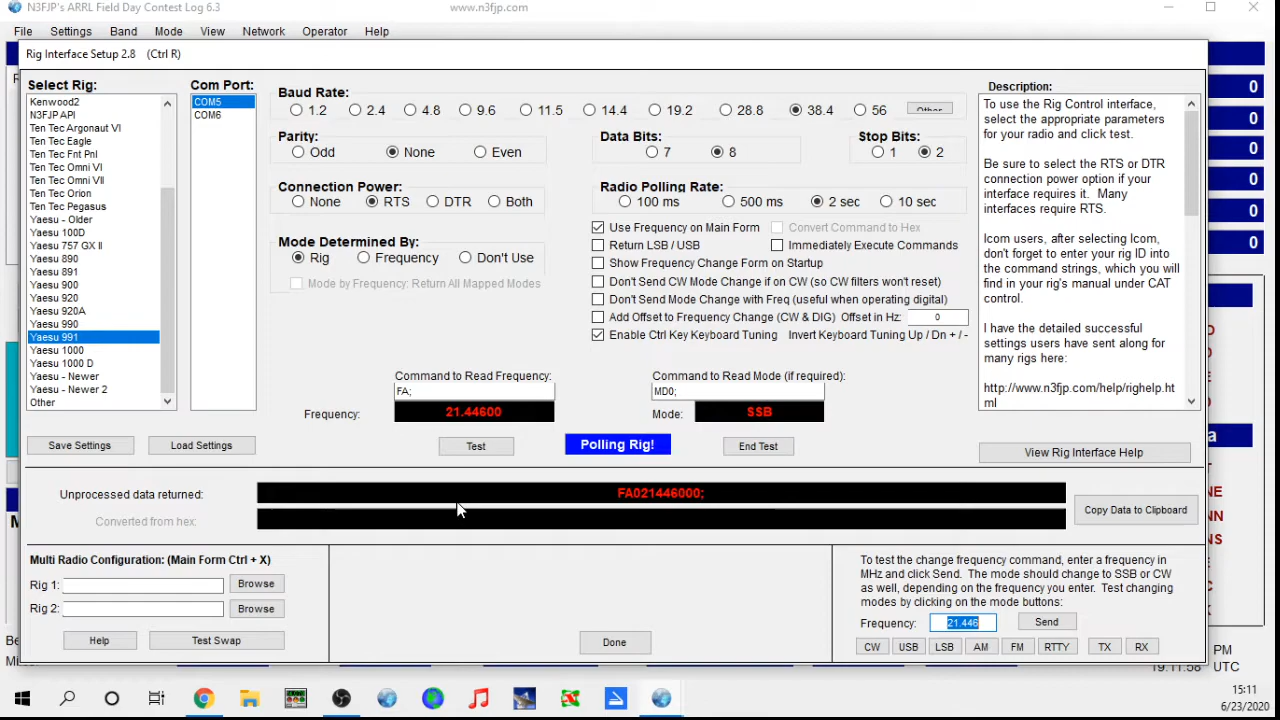 N3FJP's ARRL Field Day Contest Log 6.3
www.n3fjp.com
File Settings Band Mode View Network Operator Help
Rig Interface Setup 2.8 (Ctrl R)
Select Rig:
Kenwood2
N3FJP API
Ten Tec Argonaut VI
Ten Tec Eagle
Ten Tec Fnt Pnl
Ten Tec Omni VI
Ten Tec Omni VII
Ten Tec Orion
Ten Tec Pegasus
Yaesu - Older
Yaesu 100D
Yaesu 757 GX II
Yaesu 890
Yaesu 891
Yaesu 900
Yaesu 920
Yaesu 920A
Yaesu 990
Yaesu 991
Yaesu 1000
Yaesu 1000 D
Yaesu - Newer
Yaesu - Newer 2
Other
Com Port:
COM5
COM6
Baud Rate:
1.2 2.4 4.8 9.6 11.5 14.4 19.2 28.8 38.4 56 Other
Parity:
Odd None Even
Data Bits:
7 8
Stop Bits:
1 2
Connection Power:
None RTS DTR Both
Radio Polling Rate:
100 ms 500 ms 2 sec 10 sec
Mode Determined By:
Rig Frequency Don't Use
Mode by Frequency: Return All Mapped Modes
Use Frequency on Main Form Convert Command to Hex
Return LSB / USB Immediately Execute Commands
Show Frequency Change Form on Startup
Don't Send CW Mode Change if on CW (so CW filters won't reset)
Don't Send Mode Change with Freq (useful when operating digital)
Add Offset to Frequency Change (CW & DIG) Offset in Hz: 0
Enable Ctrl Key Keyboard Tuning Invert Keyboard Tuning Up / Dn + / -
Command to Read Frequency:
FA;
Frequency: 21.44600
Command to Read Mode (if required):
MD0;
Mode: SSB
Save Settings Load Settings Test Polling Rig! End Test
Description:
To use the Rig Control interface,
select the appropriate parameters
for your radio and click test.
Be sure to select the RTS or DTR
connection power option if your
interface requires it. Many
interfaces require RTS.
Icom users, after selecting Icom,
don't forget to enter your rig ID into
the command strings, which you will
find in your rig's manual under CAT
control.
I have the detailed successful
settings users have sent along for
many rigs here:
http://www.n3fjp.com/help/righelp.ht
ml
View Rig Interface Help
Unprocessed data returned: FA021446000;
Converted from hex:
Copy Data to Clipboard
Multi Radio Configuration: (Main Form Ctrl + X)
Rig 1: Browse
Rig 2: Browse
Help Test Swap
Done
To test the change frequency command, enter a frequency in
MHz and click Send. The mode should change to SSB or CW
as well, depending on the frequency you enter. Test changing
modes by clicking on the mode buttons:
Frequency: 21.446 Send
CW USB LSB AM FM RTTY TX RX
0
0
0
0
0
0
PM
19:11:58 UTC
15:11
6/23/2020